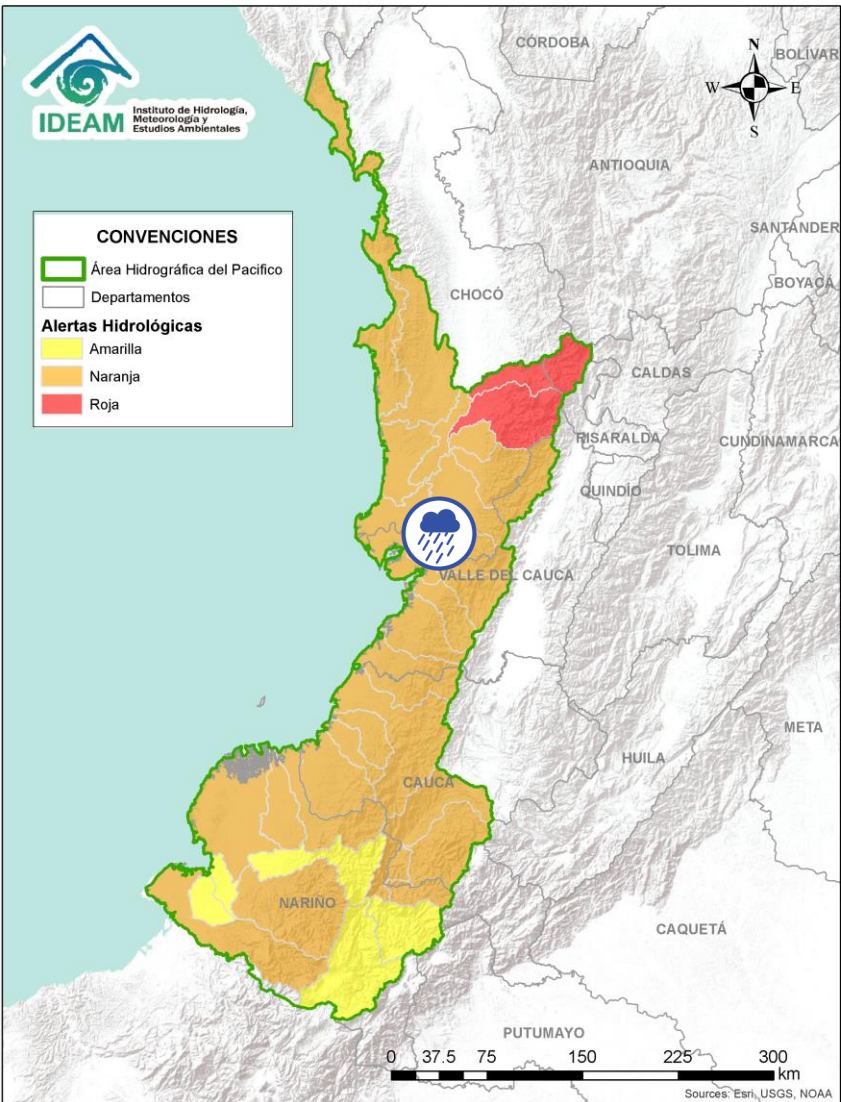 IDEAM
Instituto de Hidrología,
Meteorología y
Estudios Ambientales
CÓRDOBA
BOLIVAR
N
W
E
S
ANTIOQUIA
SANTANDER
BOYACÁ
CONVENCIONES
Área Hidrográfica del Pacifico
Departamentos
Alertas Hidrológicas
Amarilla
Naranja
Roja
CHOCÓ
CALDAS
RISARALDA
CUNDINAMARCA
QUINDÍO
TOLIMA
VALLE DEL CAUCA
META
HUILA
CAUCA
NARIÑO
CAQUETÁ
PUTUMAYO
0 37.5 75 150 225 300
km
Sources: Esri, USGS, NOAA